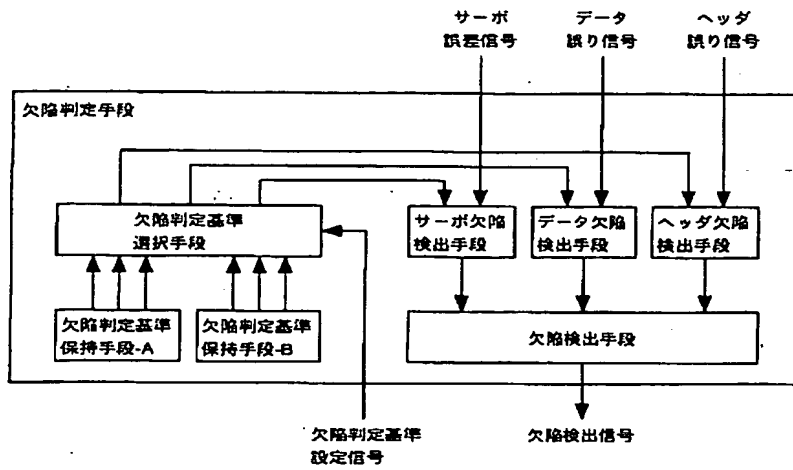 サーボ
誤差信号
データ
誤り信号
ヘッダ
誤り信号
欠陥判定手段
欠陥判定基準
選択手段
サーボ欠陥
検出手段
データ欠陥
検出手段
ヘッダ欠陥
検出手段
欠陥判定基準
保持手段-A
欠陥判定基準
保持手段-B
欠陥検出手段
欠陥判定基準
設定信号
欠陥検出信号